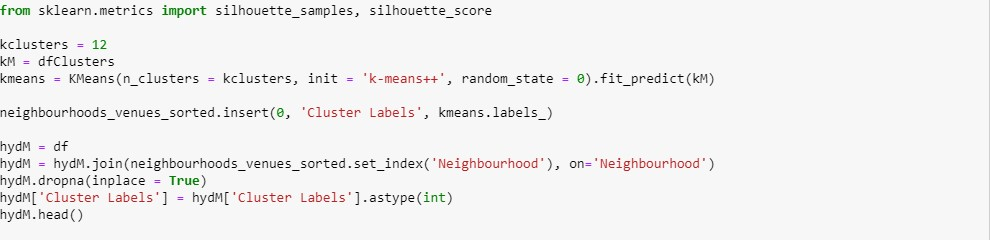 from sklearn.metrics import silhouette_samples, silhouette_score
kclusters = 12
kM = dfClusters
kmeans = KMeans(n_clusters = kclusters, init = 'k-means++', random_state = 0).fit_predict(kM)
neighbourhoods_venues_sorted.insert(0, 'Cluster Labels', kmeans.labels_)
hydM = df
hydM = hydM.join(neighbourhoods_venues_sorted.set_index('Neighbourhood'), on='Neighbourhood')
hydM.dropna(inplace = True)
hydM['Cluster Labels'] = hydM['Cluster Labels'].astype(int)
hydM.head()